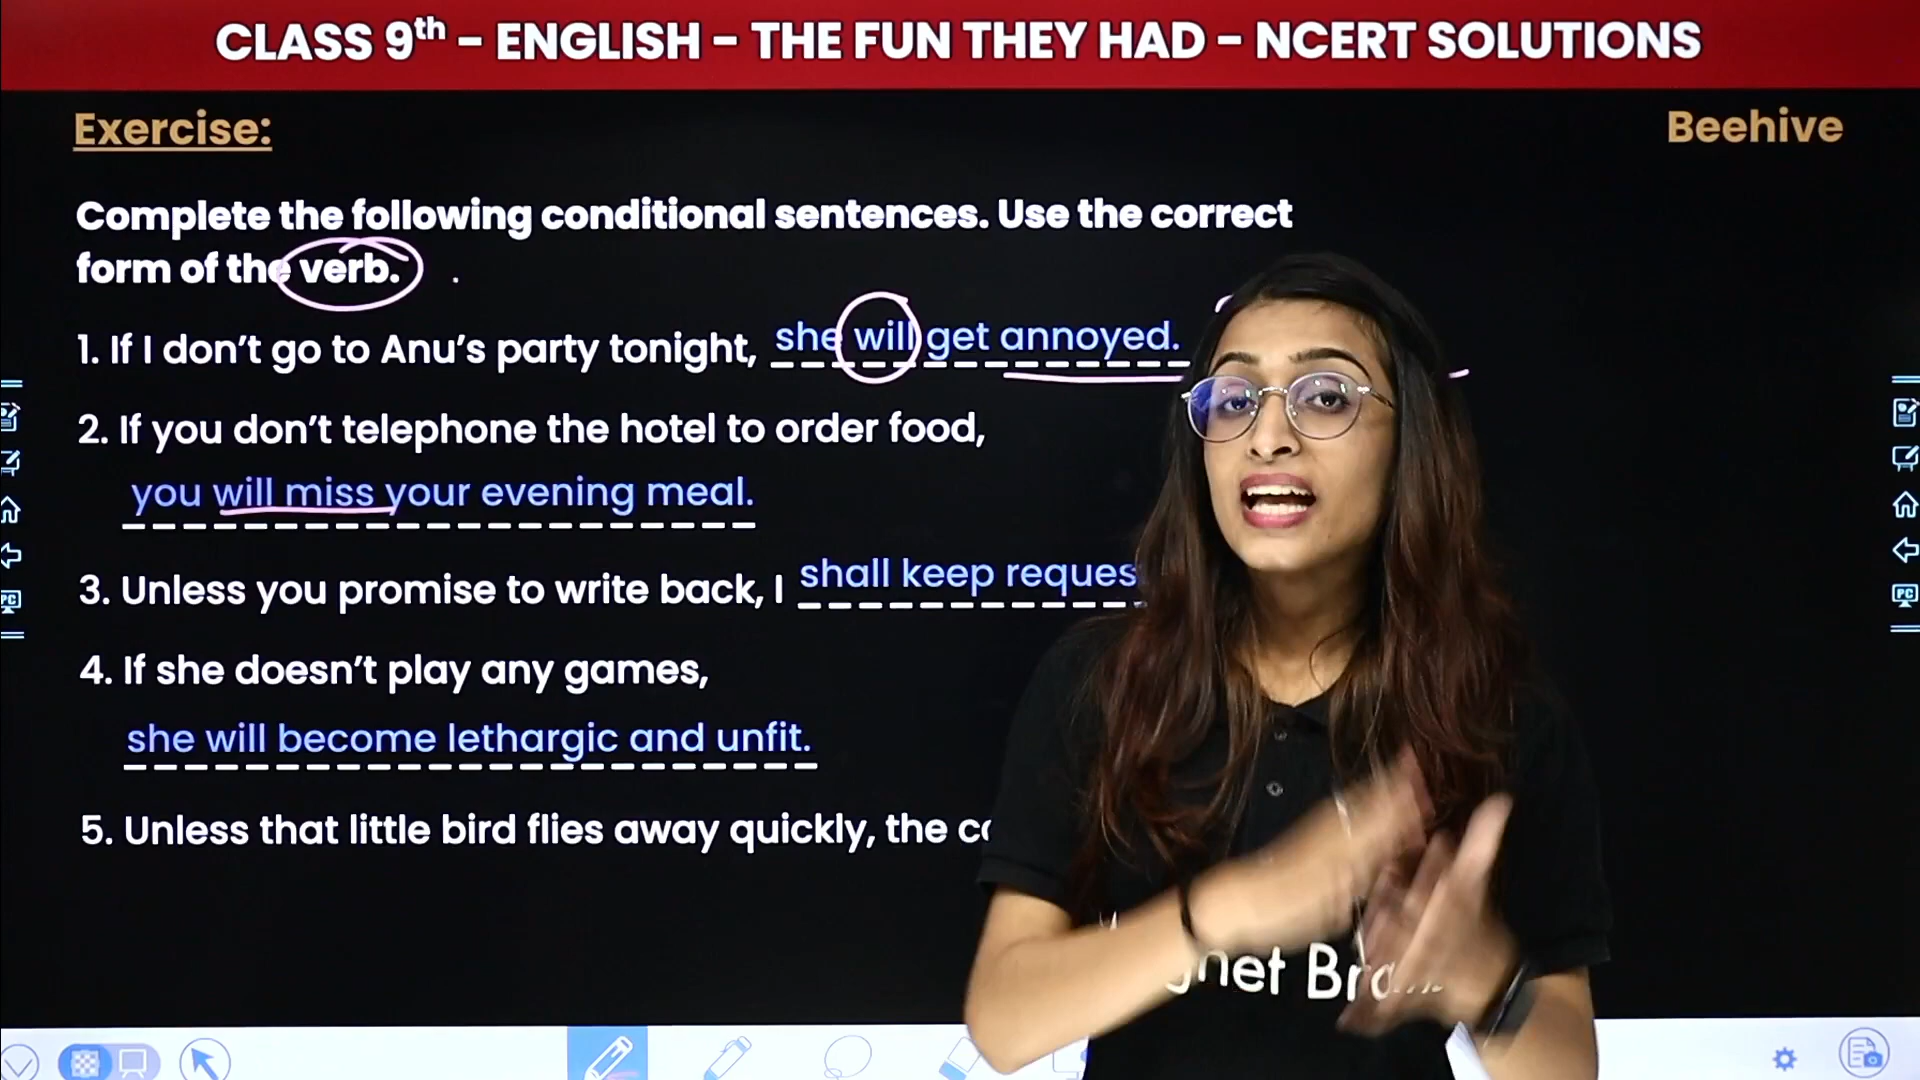 CLASS 9th - ENGLISH - THE FUN THEY HAD - NCERT SOLUTIONS
Exercise:
Beehive
Complete the following conditional sentences. Use the correct
form of the verb.
1. If I don't go to Anu's party tonight, she will get annoyed.
2. If you don't telephone the hotel to order food,
you will miss your evening meal.
3. Unless you promise to write back, I shall keep
4. If she doesn't play any games,
she will become lethargic and unfit.
5. Unless that little bird flies away quickly, the
PC
PC